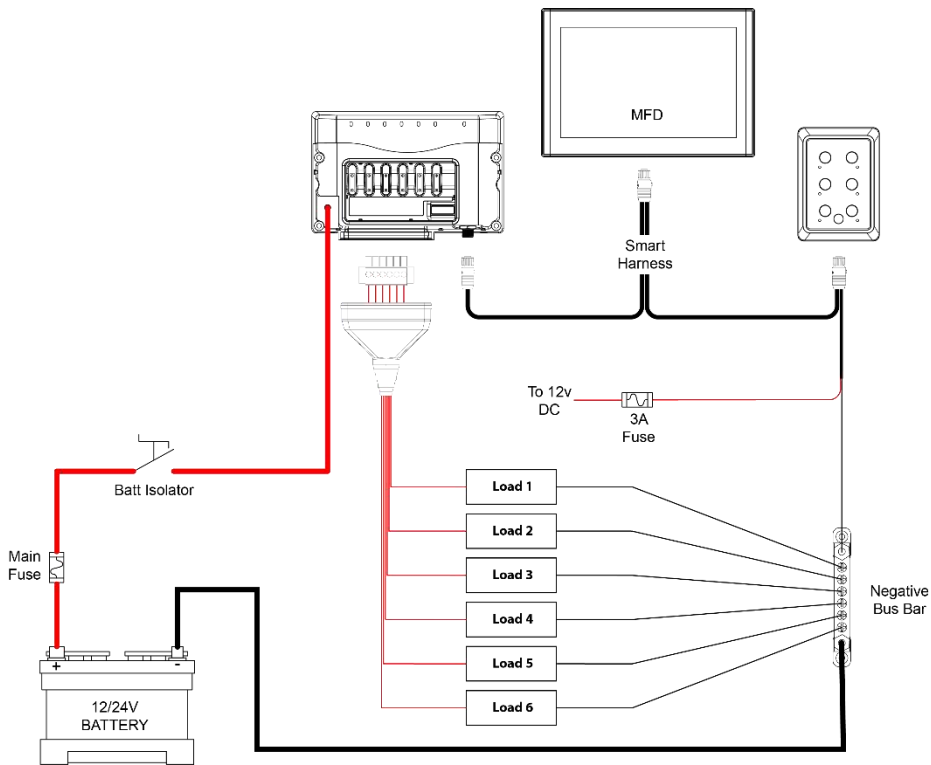 MFD
Smart
Harness
To 12v
DC
3A
Fuse
Batt Isolator
Main
Fuse
Load 1
Load 2
Load 3
Load 4
Load 5
Load 6
Negative
Bus Bar
+
-
12/24V
BATTERY